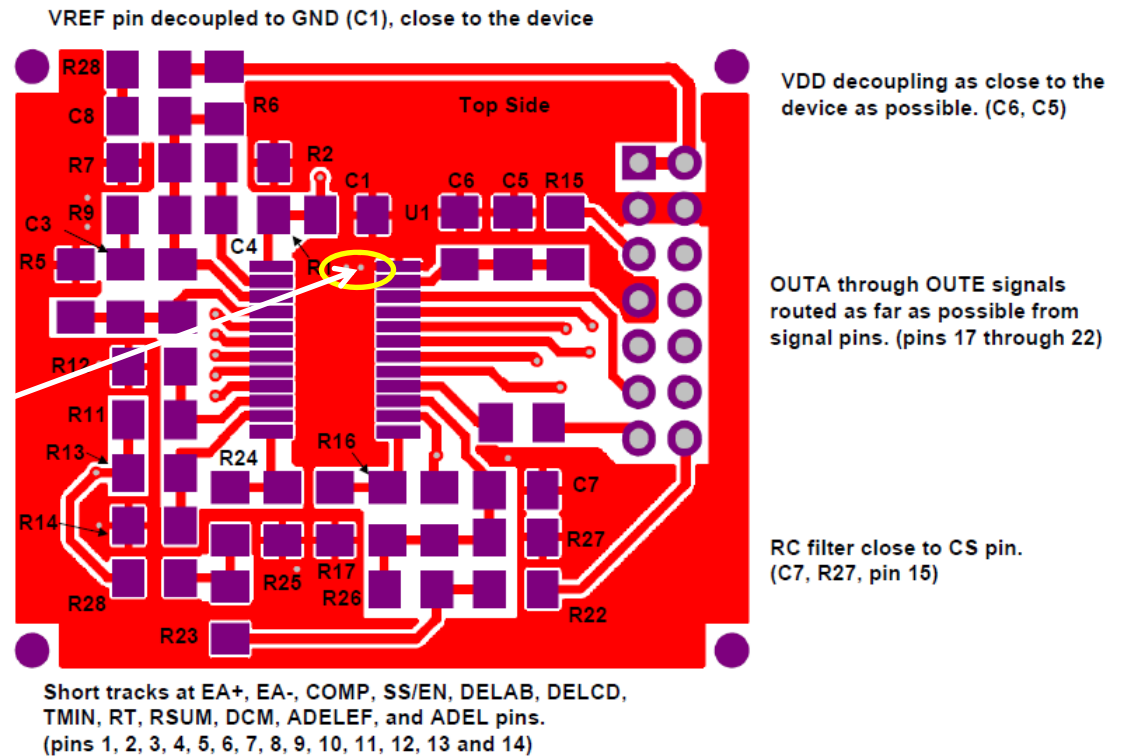 VREF pin decoupled to GND (C1), close to the device
R28
C8
R6
Top Side
VDD decoupling as close to the
device as possible. (C6, C5)
R7
R2
C1
C6
C5
R15
R9
U1
C3
C4
R5
OUTA through OUTE signals
routed as far as possible from
signal pins. (pins 17 through 22)
R12
R11
R13
R16
R24
C7
R14
R27
RC filter close to CS pin.
(C7, R27, pin 15)
R25
R17
R26
R28
R22
R23
Short tracks at EA+, EA-, COMP, SS/EN, DELAB, DELCD,
TMIN, RT, RSUM, DCM, ADELEF, and ADEL pins.
(pins 1, 2, 3, 4, 5, 6, 7, 8, 9, 10, 11, 12, 13 and 14)